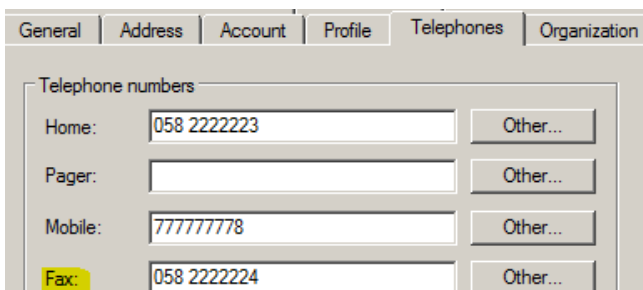 General Address Account Profile Telephones Organization
Telephone numbers
Home: 058 2222223 Other...
Pager: Other...
Mobile: 777777778 Other...
Fax: 058 2222224 Other...